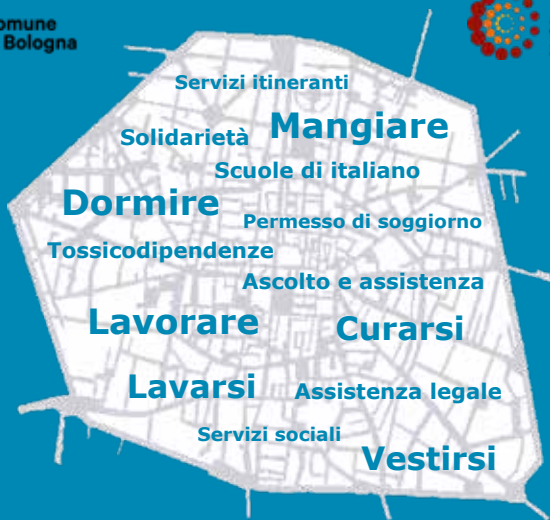 omune
Bologna
Servizi itineranti
Mangiare
Solidarietà
Scuole di italiano
Dormire
Permesso di soggiorno
Tossicodipendenze
Ascolto e assistenza
Lavorare
Curarsi
Lavarsi
Assistenza legale
Servizi sociali
Vestirsi